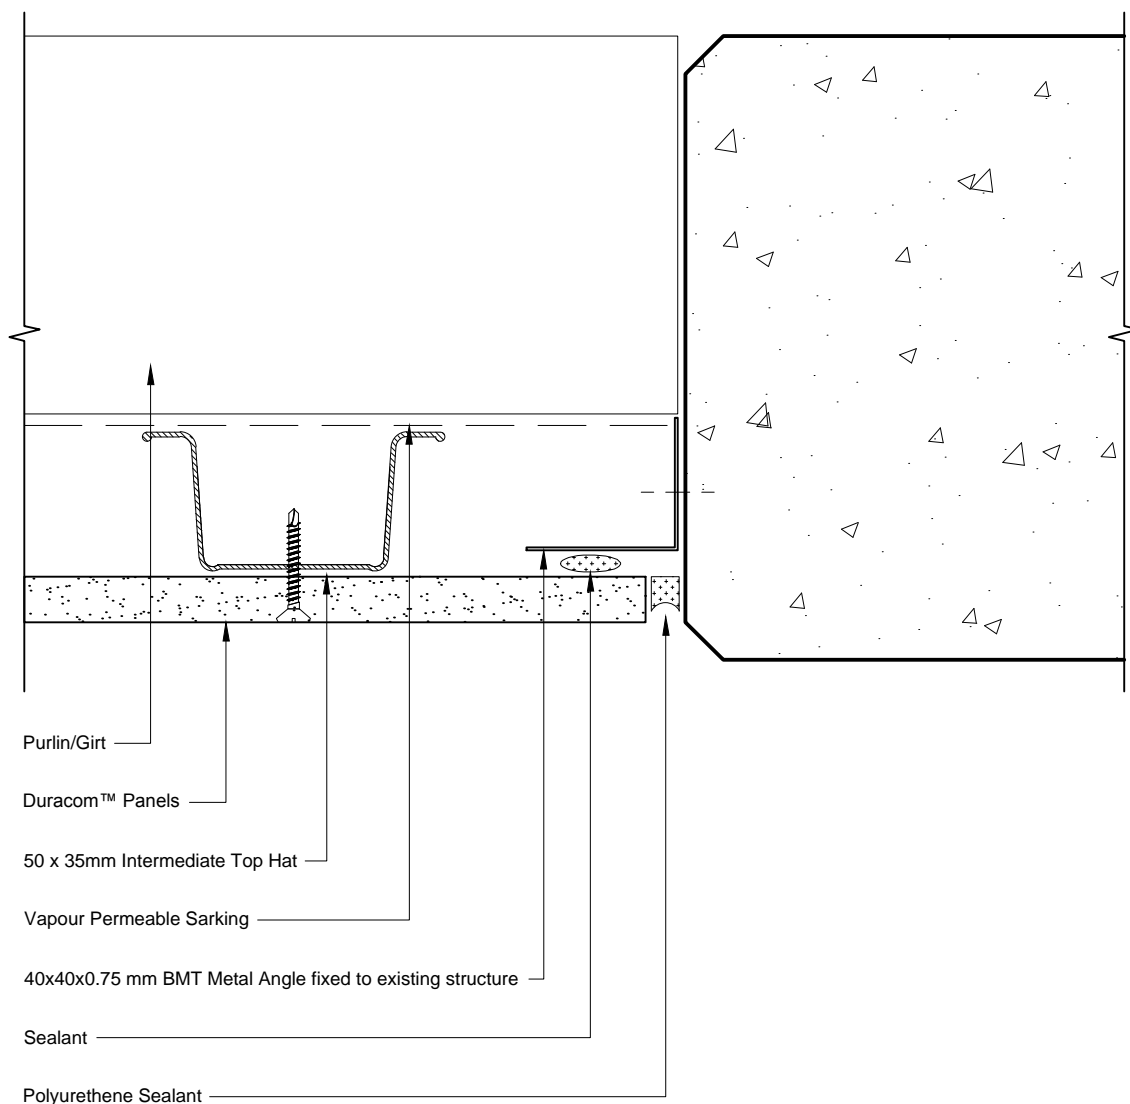 Purlin/Girt
Duracom™ Panels
50 x 35mm Intermediate Top Hat
Vapour Permeable Sarking
40x40x0.75 mm BMT Metal Angle fixed to existing structure
Sealant
Polyurethene Sealant